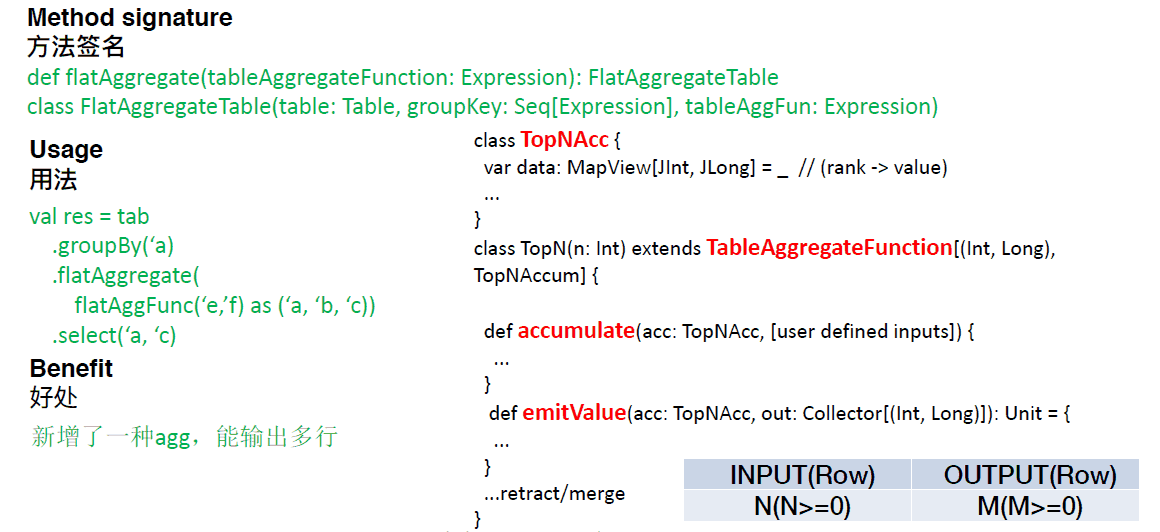 Method signature
方法签名
def flatAggregate(tableAggregateFunction: Expression): FlatAggregateTable
class FlatAggregateTable(table: Table, groupKey: Seq[Expression], tableAggFun: Expression)
Usage
用法
val res = tab
.groupBy(‘a)
.flatAggregate(
flatAggFunc(‘e,’f) as (‘a, ‘b, ‘c))
.select(‘a, ‘c)
Benefit
好处
新增了一种agg，能输出多行
class TopNAcc {
var data: MapView[JInt, JLong] = _ // (rank -> value)
...
}
class TopN(n: Int) extends TableAggregateFunction[(Int, Long),
TopNAccum] {
def accumulate(acc: TopNAcc, [user defined inputs]) {
...
}
def emitValue(acc: TopNAcc, out: Collector[(Int, Long)]): Unit = {
...
}
...retract/merge
}
INPUT(Row) OUTPUT(Row)
N(N>=0) M(M>=0)